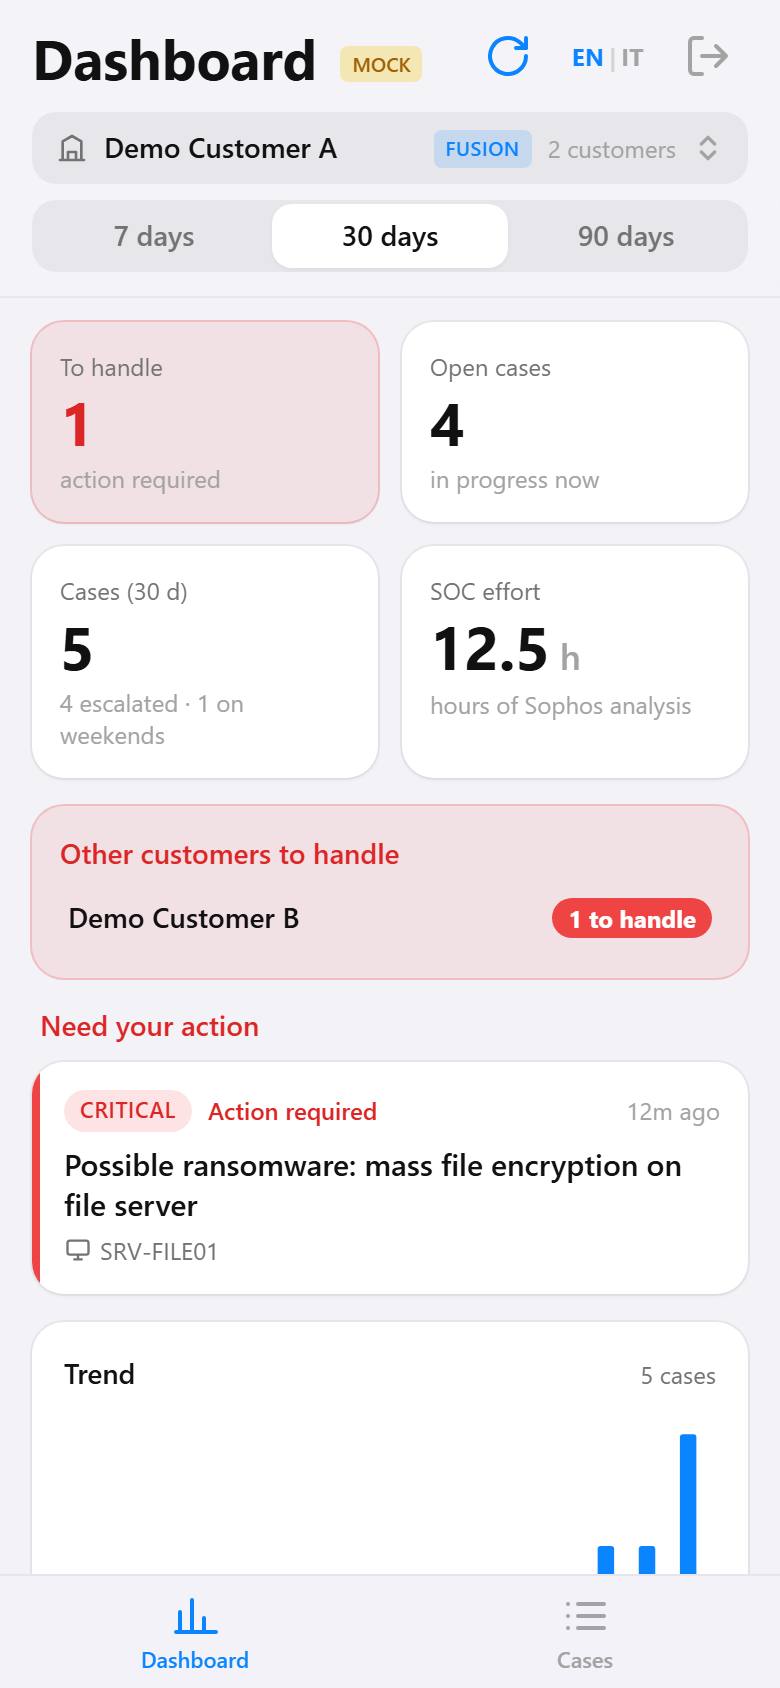 Dashboard MOCK EN | IT
Demo Customer A FUSION 2 customers
7 days 30 days 90 days
To handle
1
action required
Open cases
4
in progress now
Cases (30 d)
5
4 escalated · 1 on
weekends
SOC effort
12.5 h
hours of Sophos analysis
Other customers to handle
Demo Customer B 1 to handle
Need your action
CRITICAL Action required 12m ago
Possible ransomware: mass file encryption on
file server
SRV-FILE01
Trend 5 cases
Dashboard Cases